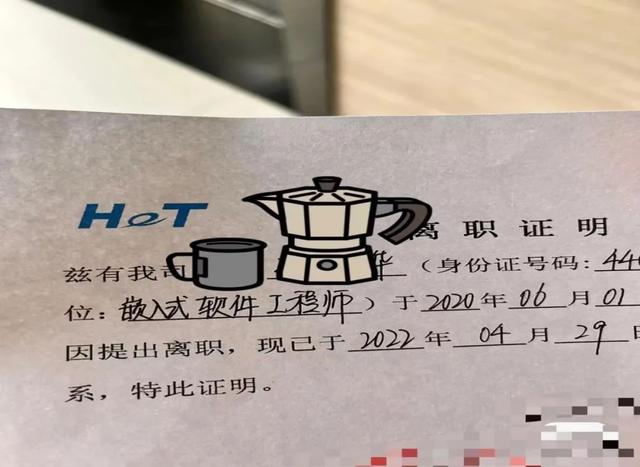 HeT
离职证明
兹有我司 华（身份证号码：440
位：嵌入式软件工程师）于2020年06月01
因提出离职，现已于2022年04月29日
系，特此证明。